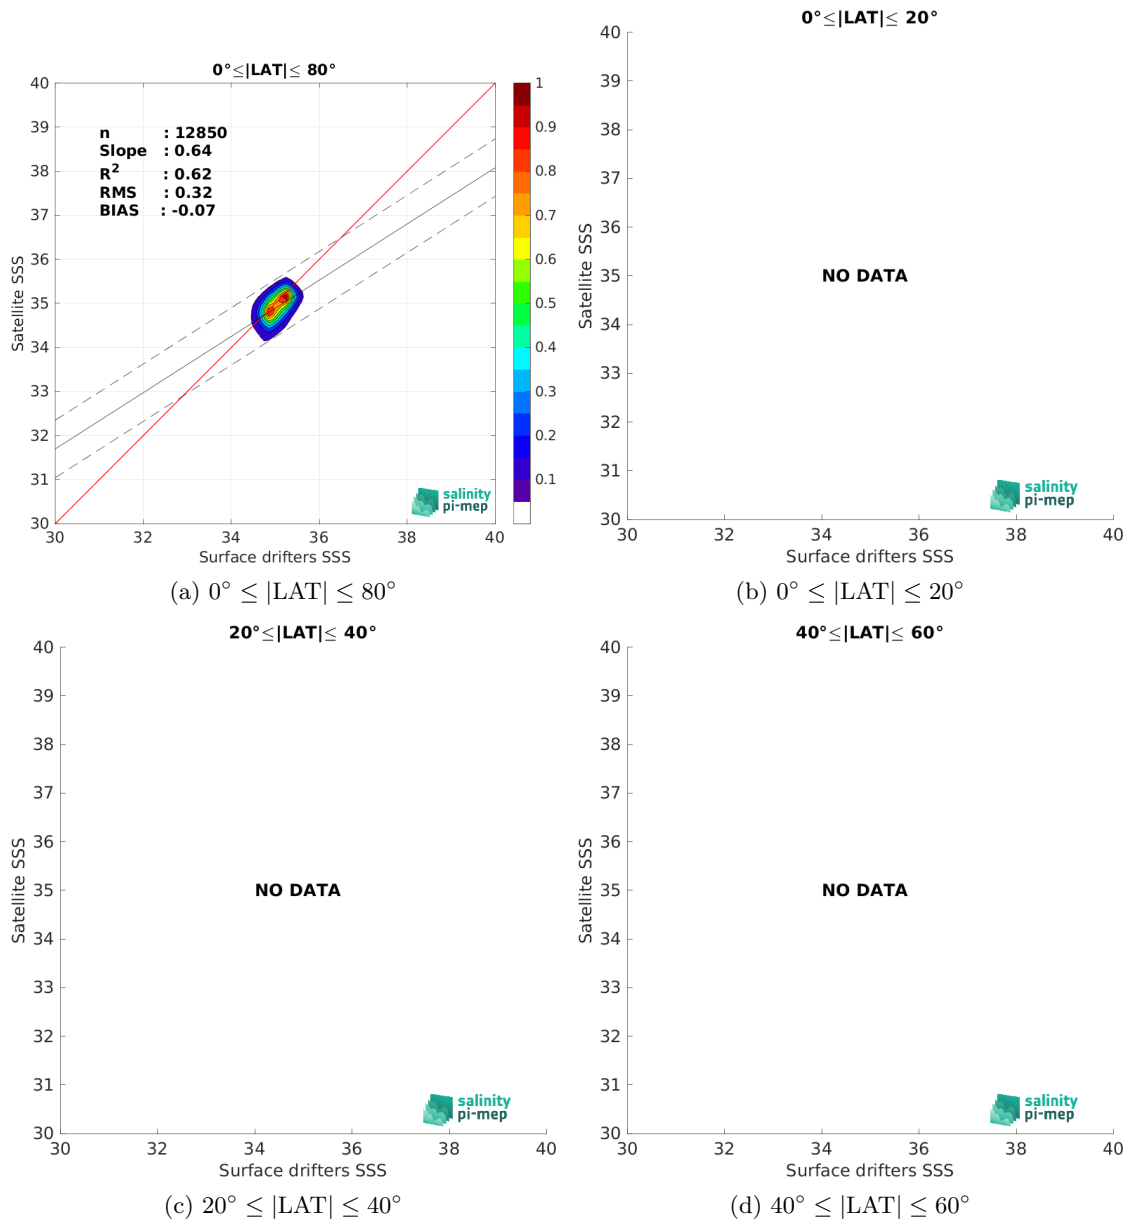 0°≤|LAT|≤ 80°
40
39
38
37
36
35
34
33
32
31
30
Satellite SSS
n : 12850
Slope : 0.64
R² : 0.62
RMS : 0.32
BIAS : -0.07
salinity
pi-mep
30 32 34 36 38 40
Surface drifters SSS
1
0.9
0.8
0.7
0.6
0.5
0.4
0.3
0.2
0.1
(a) 0° ≤ |LAT| ≤ 80°
0°≤|LAT|≤ 20°
40
39
38
37
36
35
34
33
32
31
30
Satellite SSS
NO DATA
salinity
pi-mep
30 32 34 36 38 40
Surface drifters SSS
(b) 0° ≤ |LAT| ≤ 20°
20°≤|LAT|≤ 40°
40
39
38
37
36
35
34
33
32
31
30
Satellite SSS
NO DATA
salinity
pi-mep
30 32 34 36 38 40
Surface drifters SSS
(c) 20° ≤ |LAT| ≤ 40°
40°≤|LAT|≤ 60°
40
39
38
37
36
35
34
33
32
31
30
Satellite SSS
NO DATA
salinity
pi-mep
30 32 34 36 38 40
Surface drifters SSS
(d) 40° ≤ |LAT| ≤ 60°